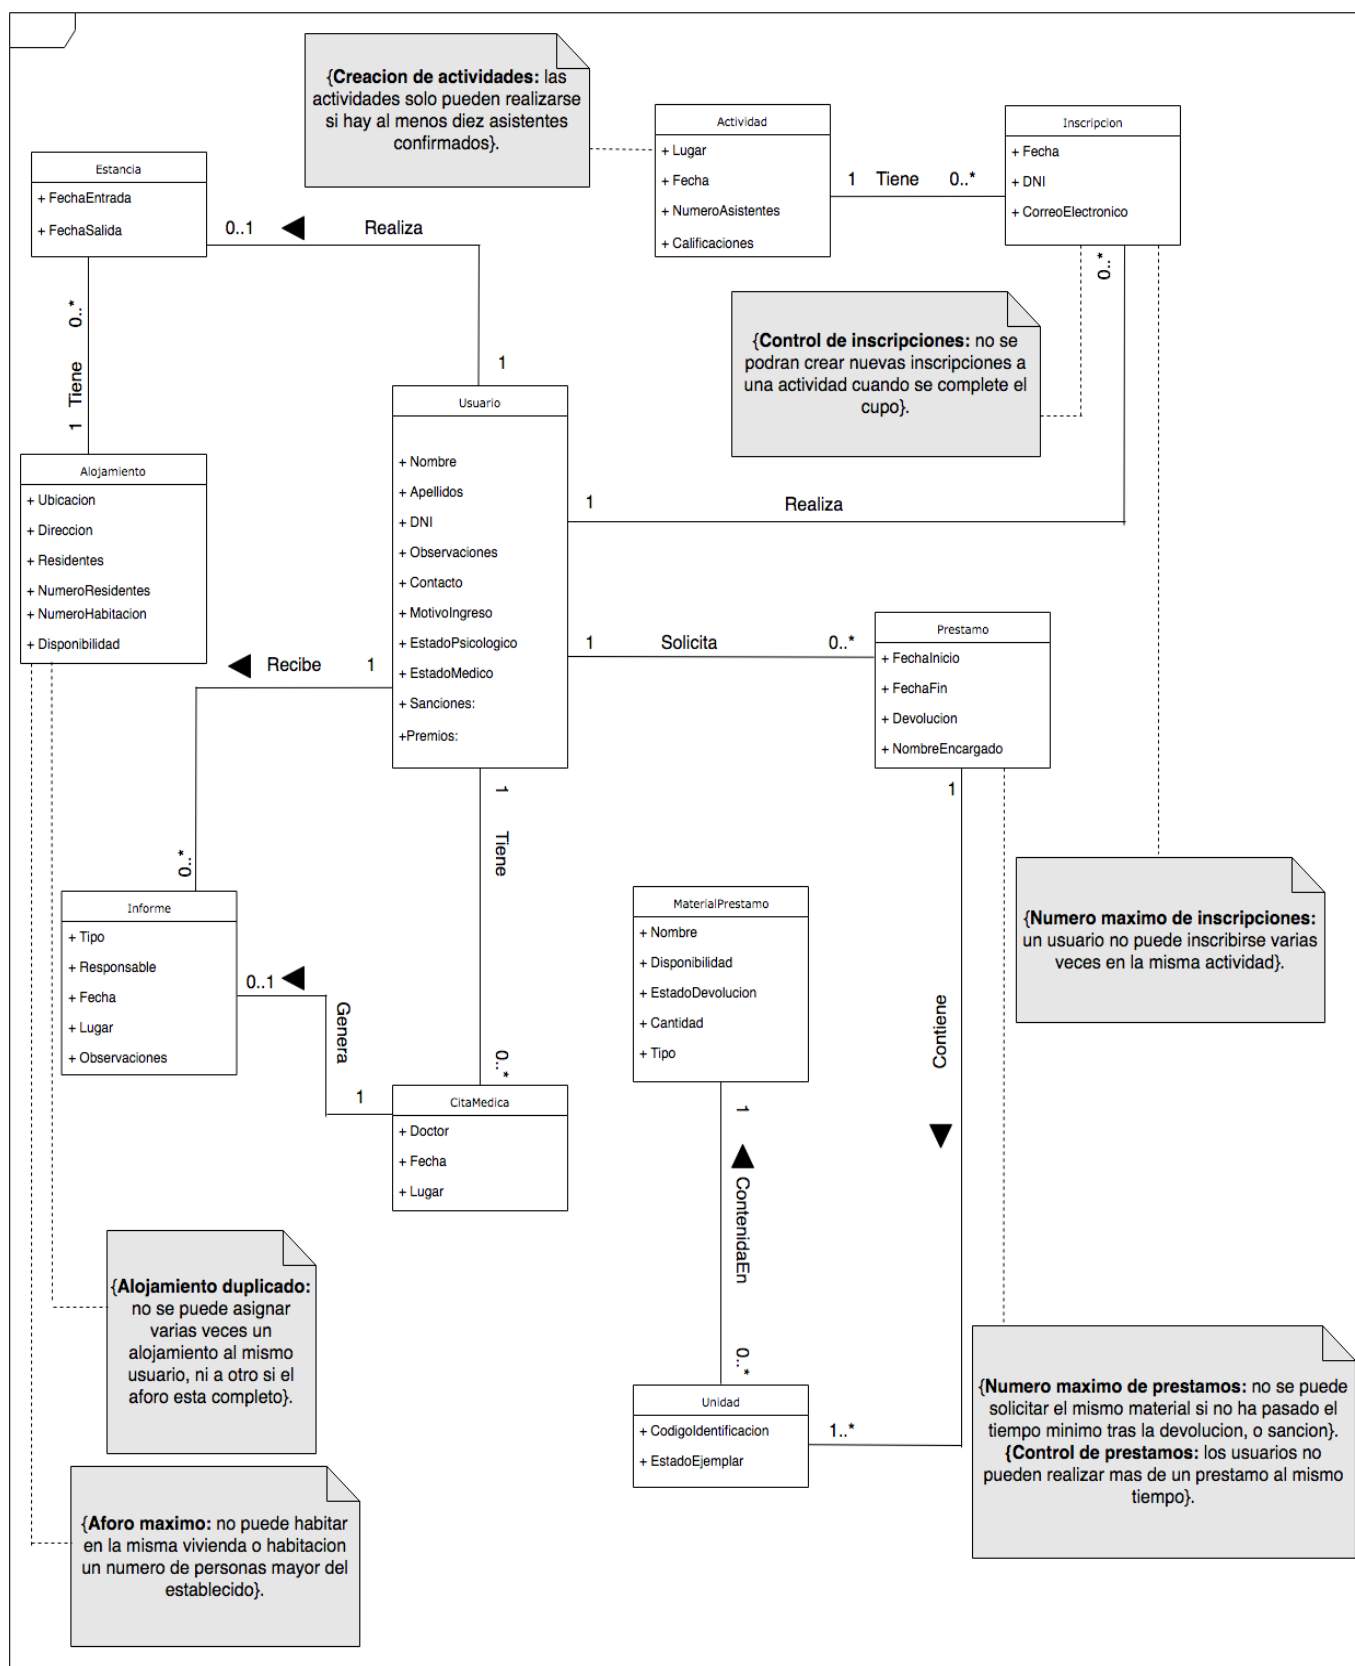 {Creacion de actividades: las
actividades solo pueden realizarse
si hay al menos diez asistentes
confirmados}.
Actividad
+ Lugar
+ Fecha
+ NumeroAsistentes
+ Calificaciones
1 Tiene 0..*
Inscripcion
+ Fecha
+ DNI
+ CorreoElectronico
0..*
Estancia
+ FechaEntrada
+ FechaSalida
0..1 Realiza
1
0..*
Tiene
1
{Control de inscripciones: no se
podran crear nuevas inscripciones a
una actividad cuando se complete el
cupo}.
Usuario
+ Nombre
+ Apellidos
+ DNI
+ Observaciones
+ Contacto
+ MotivoIngreso
+ EstadoPsicologico
+ EstadoMedico
+ Sanciones:
+Premios:
1 Realiza
Alojamiento
+ Ubicacion
+ Direccion
+ Residentes
+ NumeroResidentes
+ NumeroHabitacion
+ Disponibilidad
1 Solicita 0..*
Prestamo
+ FechaInicio
+ FechaFin
+ Devolucion
+ NombreEncargado
Recibe 1
0..*
1
Tiene
0..*
1
Contiene
1..*
Informe
+ Tipo
+ Responsable
+ Fecha
+ Lugar
+ Observaciones
0..1
Genera
1
MaterialPrestamo
+ Nombre
+ Disponibilidad
+ EstadoDevolucion
+ Cantidad
+ Tipo
{Numero maximo de inscripciones:
un usuario no puede inscribirse varias
veces en la misma actividad}.
CitaMedica
+ Doctor
+ Fecha
+ Lugar
1
ContenidaEn
0..*
{Alojamiento duplicado:
no se puede asignar
varias veces un
alojamiento al mismo
usuario, ni a otro si el
aforo esta completo}.
Unidad
+ CodigoIdentificacion
+ EstadoEjemplar
{Numero maximo de prestamos: no se puede
solicitar el mismo material si no ha pasado el
tiempo minimo tras la devolucion, o sancion}.
{Control de prestamos: los usuarios no
pueden realizar mas de un prestamo al mismo
tiempo}.
{Aforo maximo: no puede habitar
en la misma vivienda o habitacion
un numero de personas mayor del
establecido}.